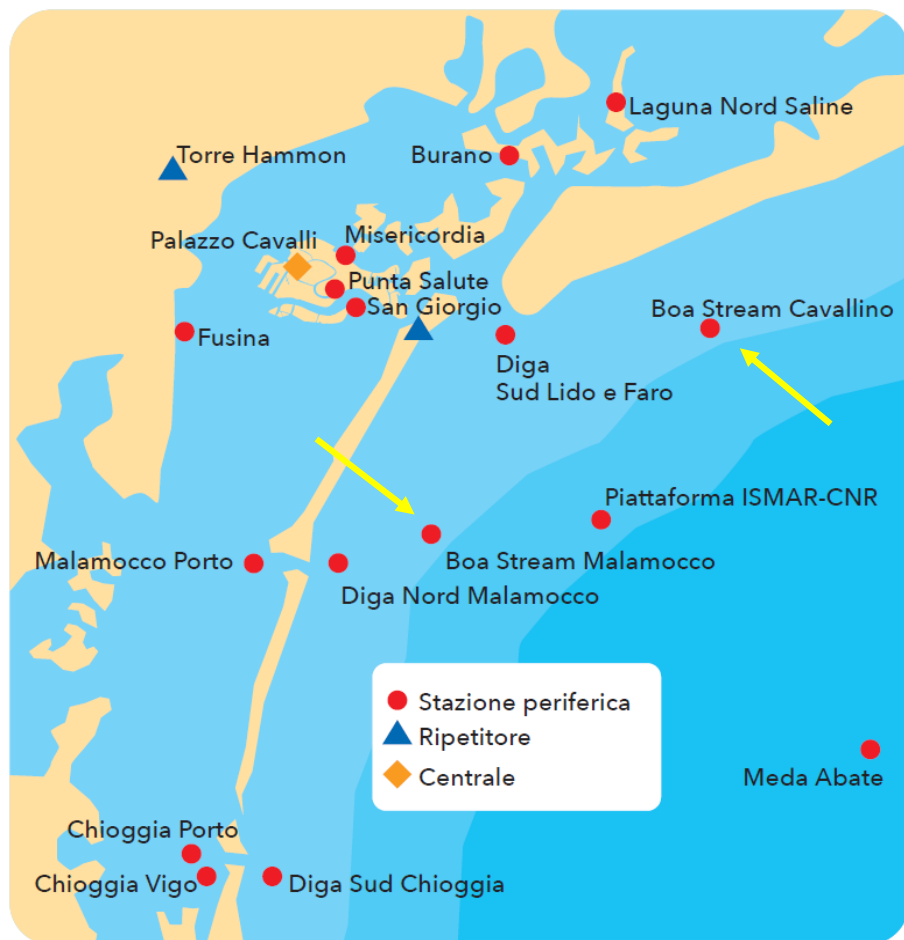 Laguna Nord Saline
Torre Hammon
Burano
Misericordia
Palazzo Cavalli
Punta Salute
San Giorgio
Boa Stream Cavallino
Fusina
Diga
Sud Lido e Faro
Piattaforma ISMAR-CNR
Malamocco Porto
Boa Stream Malamocco
Diga Nord Malamocco
Stazione periferica
Ripetitore
Centrale
Meda Abate
Chioggia Porto
Chioggia Vigo
Diga Sud Chioggia